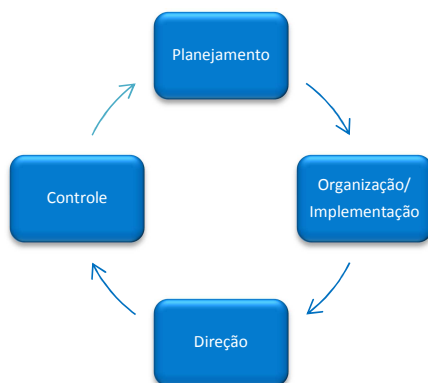 Planejamento
Organização/
Implementação
Direção
Controle